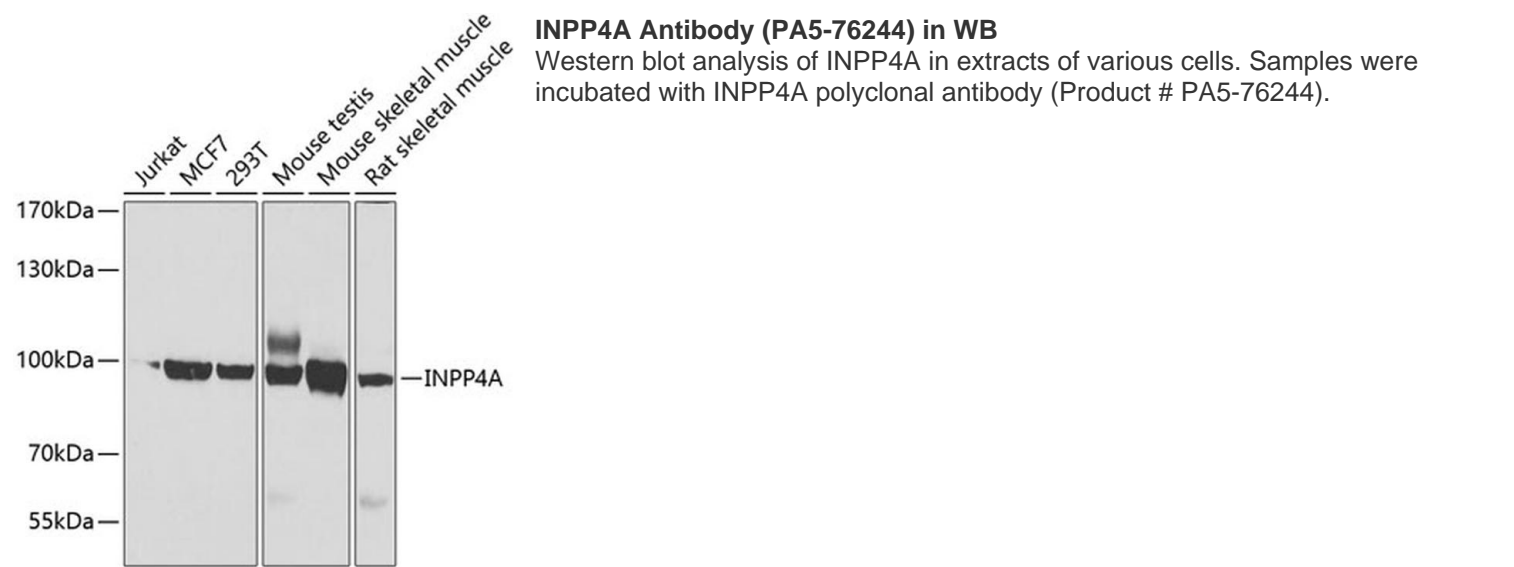 INPP4A Antibody (PA5-76244) in WB
Western blot analysis of INPP4A in extracts of various cells. Samples were
incubated with INPP4A polyclonal antibody (Product # PA5-76244).
Jurkat
MCF7
293T
Mouse testis
Mouse skeletal muscle
Rat skeletal muscle
170kDa
130kDa
100kDa
INPP4A
70kDa
55kDa